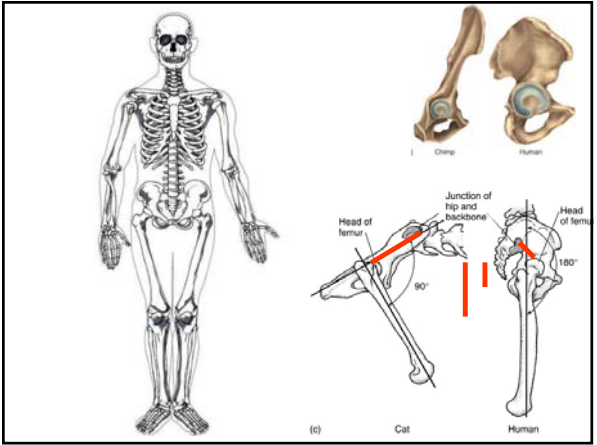 ) Chimp Human
Junction of
hip and
backbone
Head of
femur
Head
of femu
180°
90°
(c) Cat Human